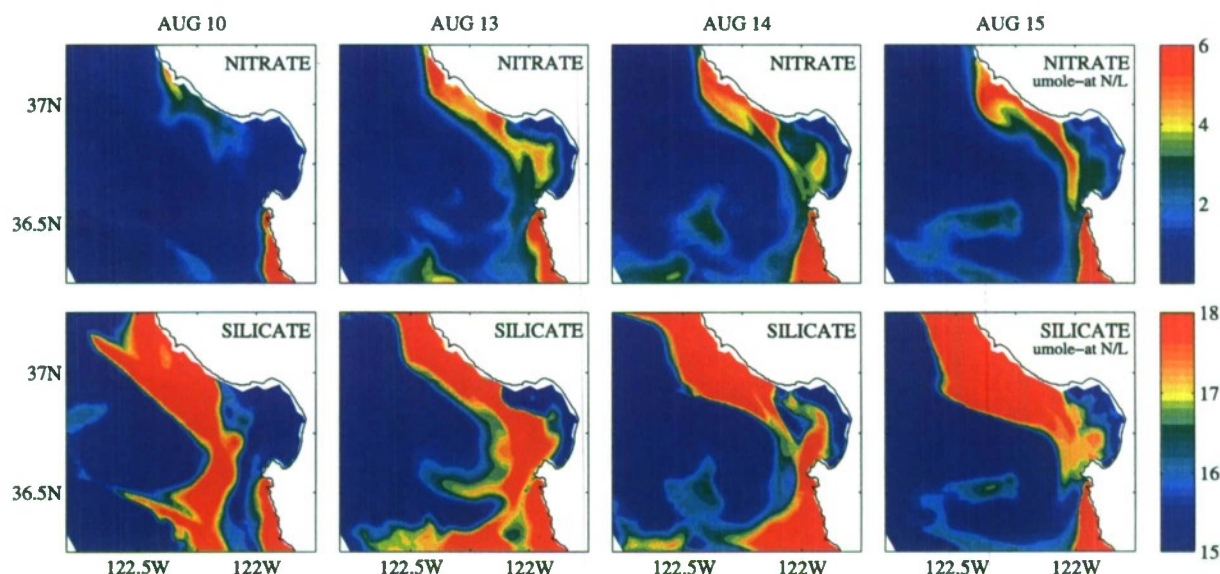 AUG 10 AUG 13 AUG 14 AUG 15
NITRATE NITRATE NITRATE NITRATE 6
umole-at N/L
37N
4
36.5N 2
SILICATE SILICATE SILICATE SILICATE 18
umole-at N/L
37N 17
36.5N 16
15
122.5W 122W 122.5W 122W 122.5W 122W 122.5W 122W